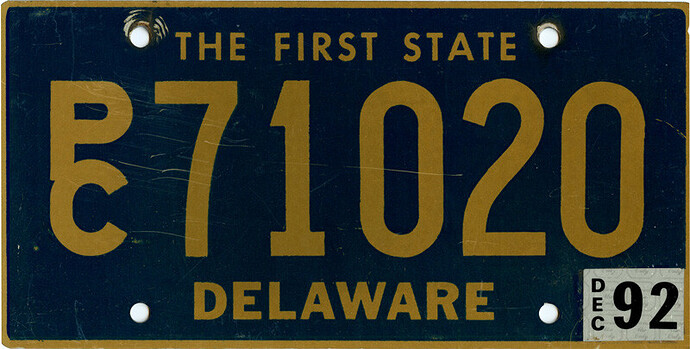 THE FIRST STATE
PC 71020
DELAWARE
DEC 92